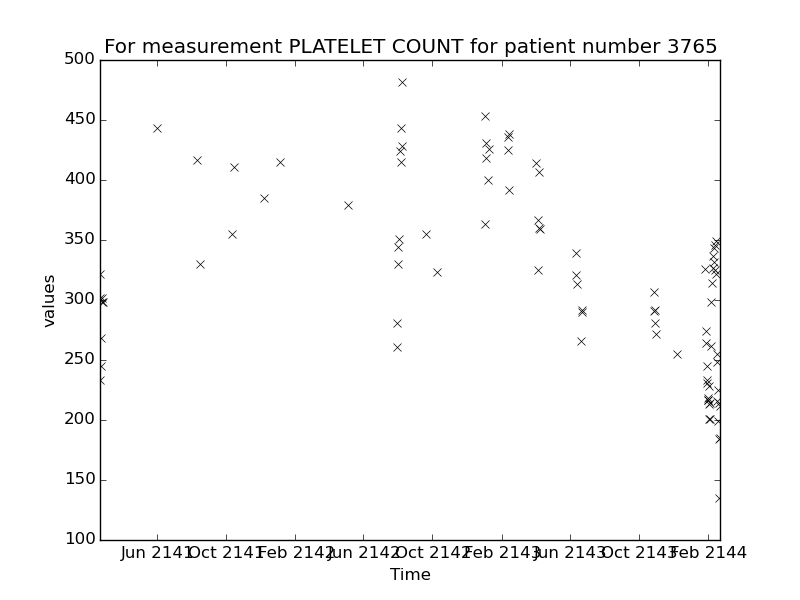 For measurement PLATELET COUNT for patient number 3765
500
450
400
350
300
250
200
150
100
values
Jun 2141 Oct 2141 Feb 2142 Jun 2142 Oct 2142 Feb 2143 Jun 2143 Oct 2143 Feb 2144
Time